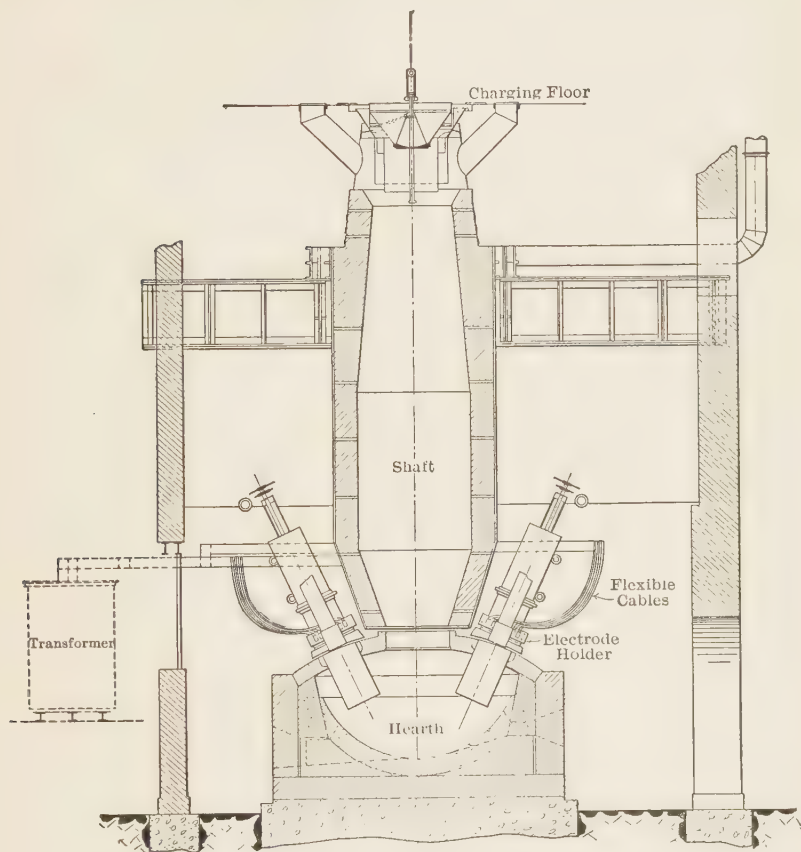 Charging Floor
Shaft
Flexible
Cables
Transformer
Electrode
Holder
Hearth